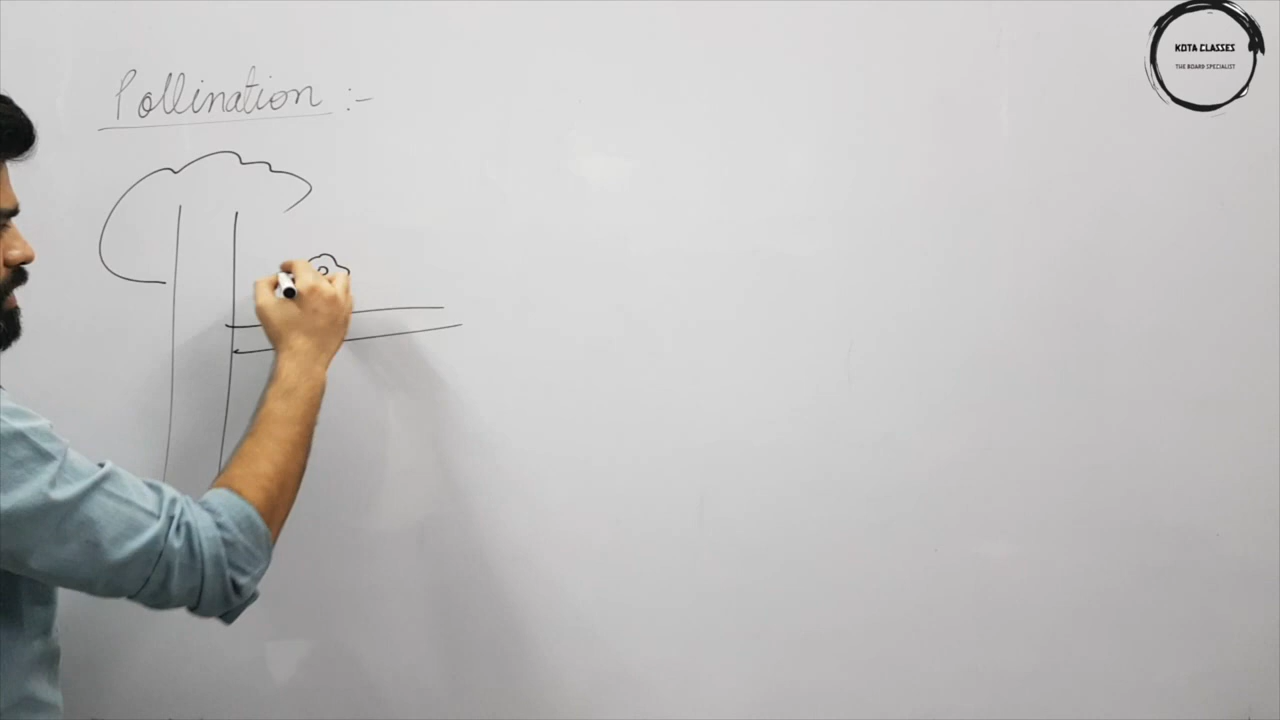 Pollination :-
KOTA CLASSES
THE BOARD SPECIALIST